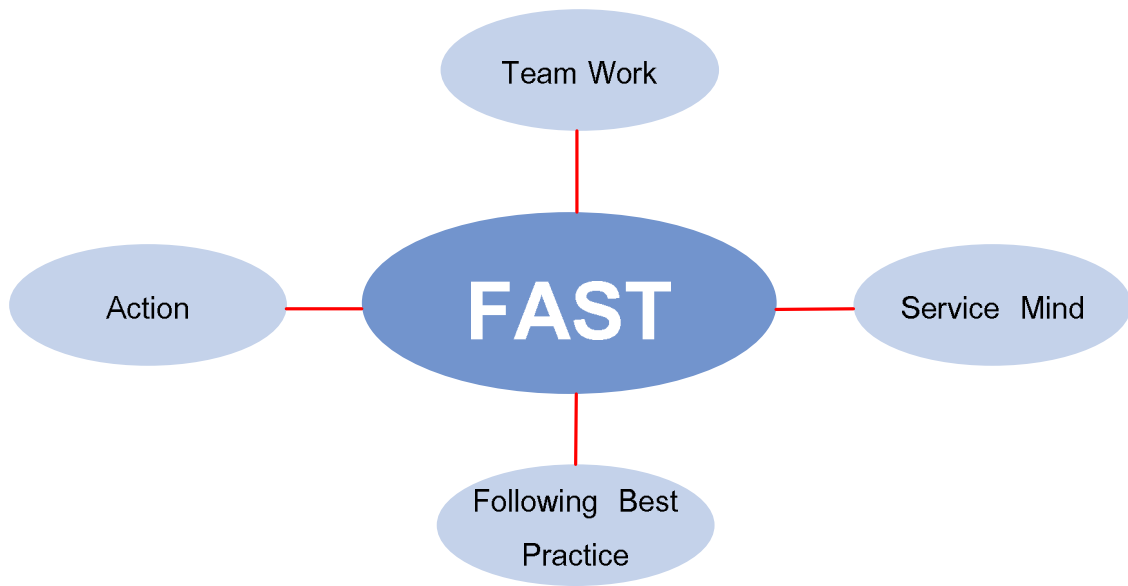 Team Work
Action
FAST
Service Mind
Following Best
Practice